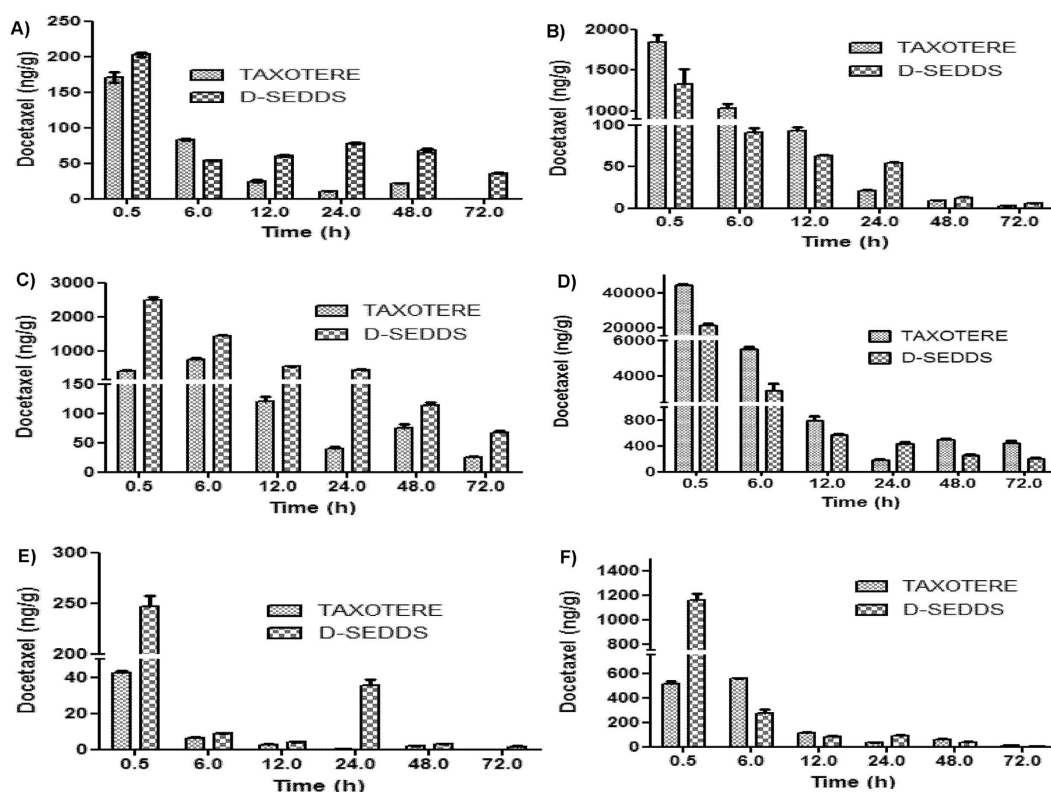 A)
Docetaxel (ng/g)
250
200
150
100
50
0
TAXOTERE
D-SEDDS
0.5 6.0 12.0 24.0 48.0 72.0
Time (h)
B)
Docetaxel (ng/g)
2000
1500
1000
100
50
0
TAXOTERE
D-SEDDS
0.5 6.0 12.0 24.0 48.0 72.0
Time (h)
C)
Docetaxel (ng/g)
3000
2000
1000
150
100
50
0
TAXOTERE
D-SEDDS
0.5 6.0 12.0 24.0 48.0 72.0
Time (h)
D)
Docetaxel (ng/g)
40000
20000
6000
4000
800
400
0
TAXOTERE
D-SEDDS
0.5 6.0 12.0 24.0 48.0 72.0
Time (h)
E)
Docetaxel (ng/g)
300
250
200
40
20
0
TAXOTERE
D-SEDDS
0.5 6.0 12.0 24.0 48.0 72.0
Time (h)
F)
Docetaxel (ng/g)
1400
1200
1000
800
600
400
200
0
TAXOTERE
D-SEDDS
0.5 6.0 12.0 24.0 48.0 72.0
Time (h)